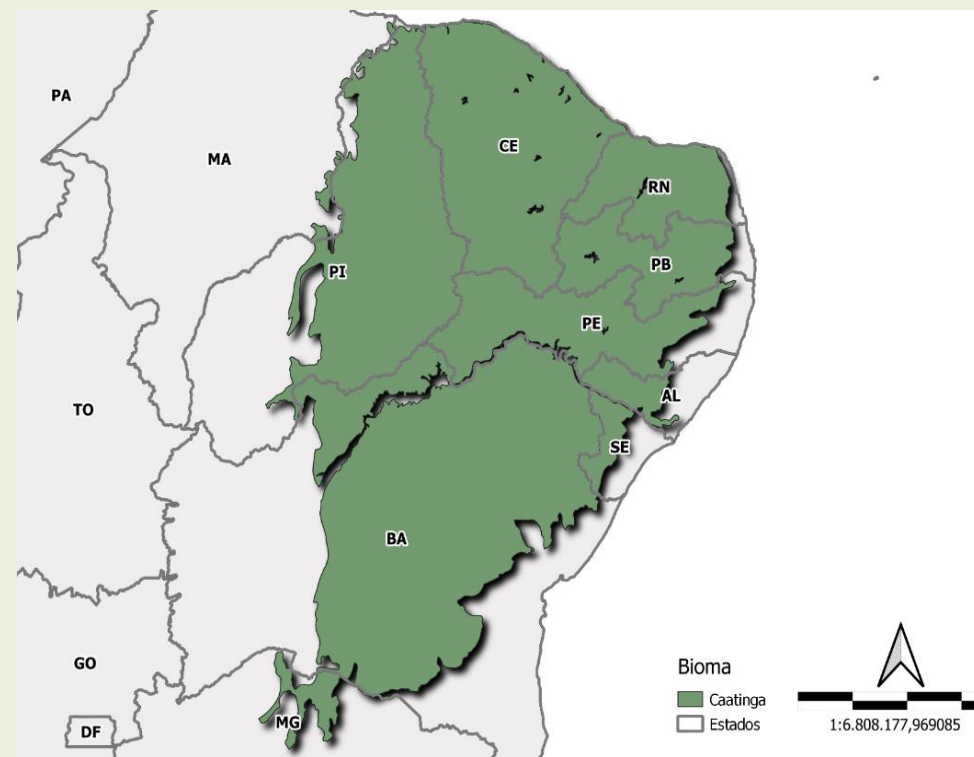 PA
MA
CE
RN
PI
PB
PE
TO
AL
SE
BA
GO
MG
DF
Bioma
Caatinga
Estados
1:6.808.177,969085